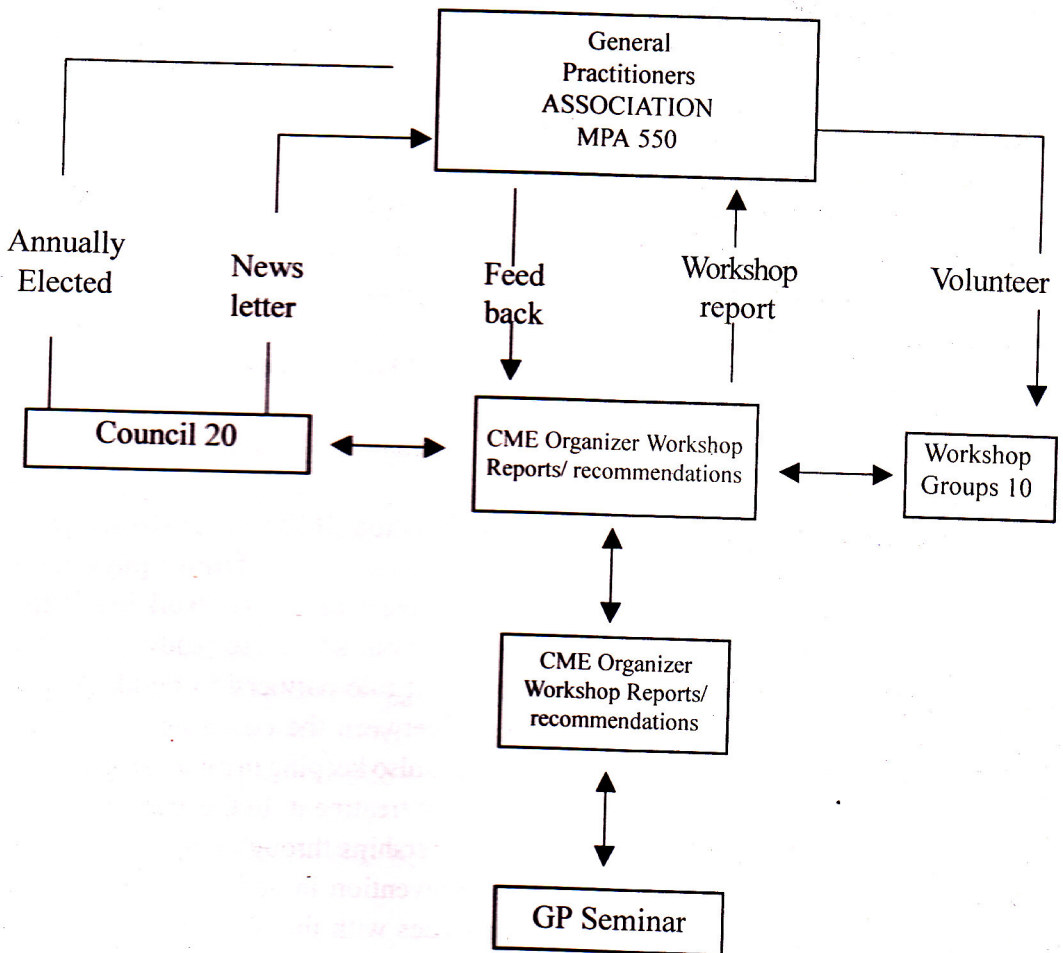 General
Practitioners
ASSOCIATION
MPA 550
Annually
Elected
News
letter
Feed
back
Workshop
report
Volunteer
Council 20
CME Organizer Workshop
Reports/ recommendations
Workshop
Groups 10
CME Organizer
Workshop Reports/
recommendations
GP Seminar